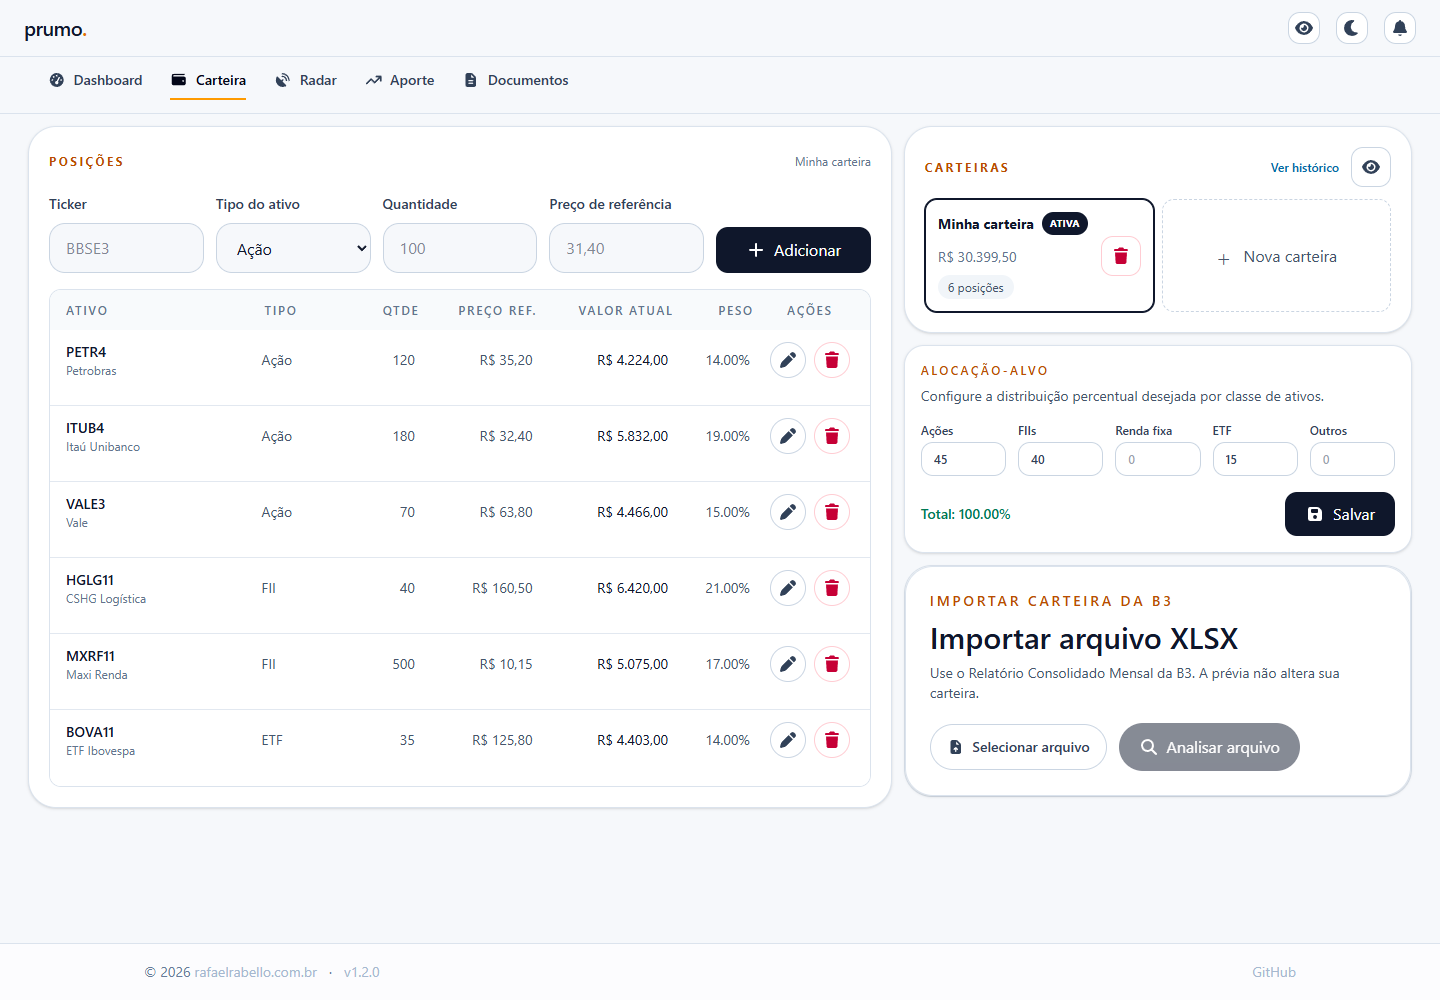 prumo.
Dashboard
Carteira
Radar
Aporte
Documentos
POSIÇÕES
Minha carteira
Ticker
Tipo do ativo
Quantidade
Preço de referência
BBSE3
Ação
100
31,40
Adicionar
ATIVO TIPO QTDE PREÇO REF. VALOR ATUAL PESO AÇÕES
PETR4
Petrobras
Ação 120 R$ 35,20 R$ 4.224,00 14.00%
ITUB4
Itaú Unibanco
Ação 180 R$ 32,40 R$ 5.832,00 19.00%
VALE3
Vale
Ação 70 R$ 63,80 R$ 4.466,00 15.00%
HGLG11
CSHG Logística
FII 40 R$ 160,50 R$ 6.420,00 21.00%
MXRF11
Maxi Renda
FII 500 R$ 10,15 R$ 5.075,00 17.00%
BOVA11
ETF Ibovespa
ETF 35 R$ 125,80 R$ 4.403,00 14.00%
CARTEIRAS
Ver histórico
Minha carteira ATIVA
R$ 30.399,50
6 posições
+ Nova carteira
ALOCAÇÃO-ALVO
Configure a distribuição percentual desejada por classe de ativos.
Ações FIIs Renda fixa ETF Outros
45 40 0 15 0
Total: 100.00%
Salvar
IMPORTAR CARTEIRA DA B3
Importar arquivo XLSX
Use o Relatório Consolidado Mensal da B3. A prévia não altera sua
carteira.
Selecionar arquivo
Analisar arquivo
© 2026 rafaelrabello.com.br · v1.2.0
GitHub